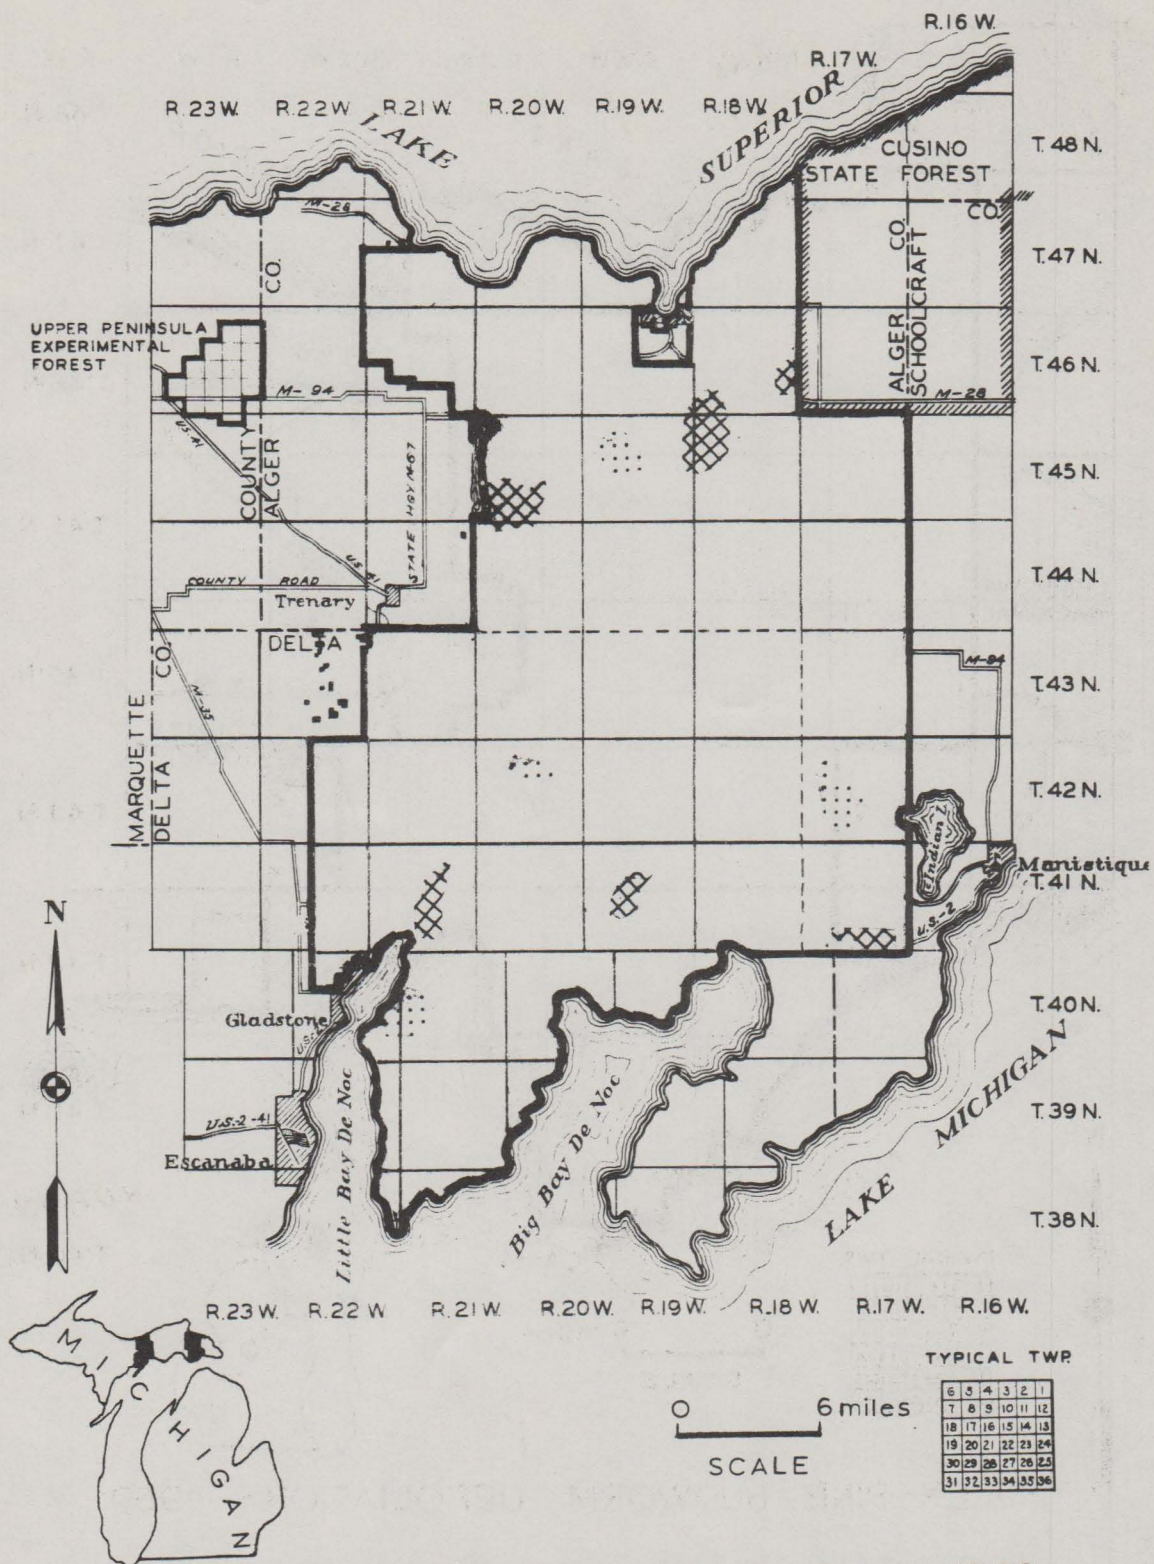 R.16 W.
R.17 W.
R.23 W. R.22 W R.21 W. R.20 W. R.19 W. R.18 W.
LAKE SUPERIOR
T. 48 N.
CUSINO
STATE FOREST
CO.
M-28
T. 47 N.
CO.
ALGER CO.
SCHOOLCRAFT
UPPER PENINSULA
EXPERIMENTAL
FOREST
T. 46 N.
M-94
M-28
U.S.-41
COUNTY
ALGER
STATE HGY M-67
T. 45 N.
US 41
COUNTY ROAD
Trenary
T. 44 N.
DELTA
CO.
M-94
T. 43 N.
M-35
MARQUETTE
DELTA
T. 42 N.
Indian L.
Manistique
T. 41 N.
U.S.-2
N
Gladstone
T. 40 N.
U.S.-2-41
Escanaba
Little Bay De Noc
Big Bay De Noc
LAKE MICHIGAN
T. 39 N.
T. 38 N.
R.23 W. R.22 W R.21 W. R.20 W. R.19 W. R.18 W. R.17 W. R.16 W.
MICHIGAN
0 6 miles
SCALE
TYPICAL TWP.
6 5 4 3 2 1
7 8 9 10 11 12
18 17 16 15 14 13
19 20 21 22 23 24
30 29 28 27 26 25
31 32 33 34 35 36